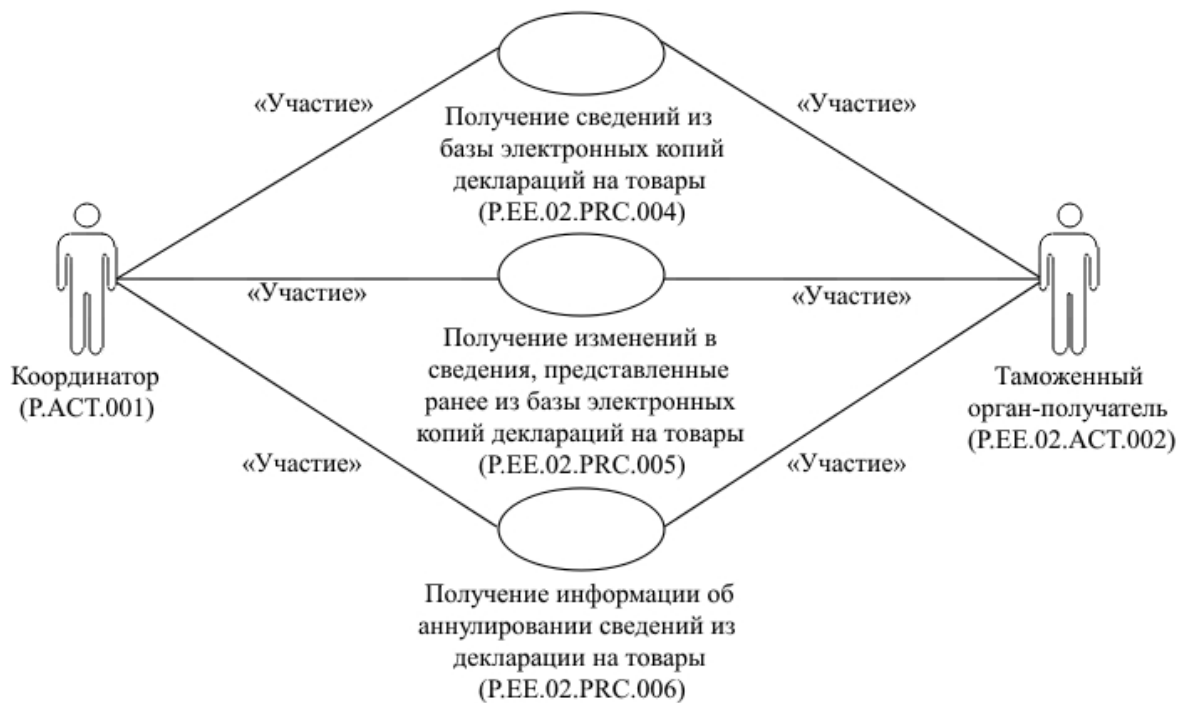 «Участие»
«Участие»
Получение сведений из
базы электронных копий
деклараций на товары
(P.EE.02.PRC.004)
«Участие»
«Участие»
Получение изменений в
сведения, представленные
ранее из базы электронных
копий деклараций на товары
(P.EE.02.PRC.005)
Координатор
(P.ACT.001)
Таможенный
орган-получатель
(P.EE.02.ACT.002)
«Участие»
«Участие»
Получение информации об
аннулировании сведений из
декларации на товары
(P.EE.02.PRC.006)